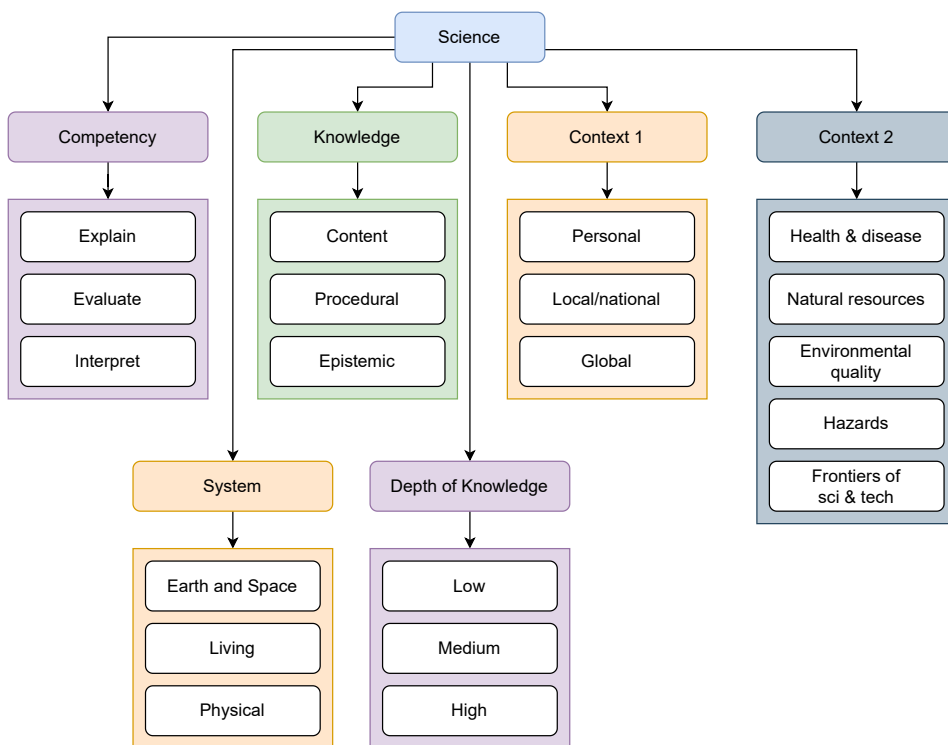 Science
Competency
Knowledge
Context 1
Context 2
Explain
Evaluate
Interpret
Content
Procedural
Epistemic
Personal
Local/national
Global
Health & disease
Natural resources
Environmental
quality
Hazards
Frontiers of
sci & tech
System
Depth of Knowledge
Earth and Space
Living
Physical
Low
Medium
High